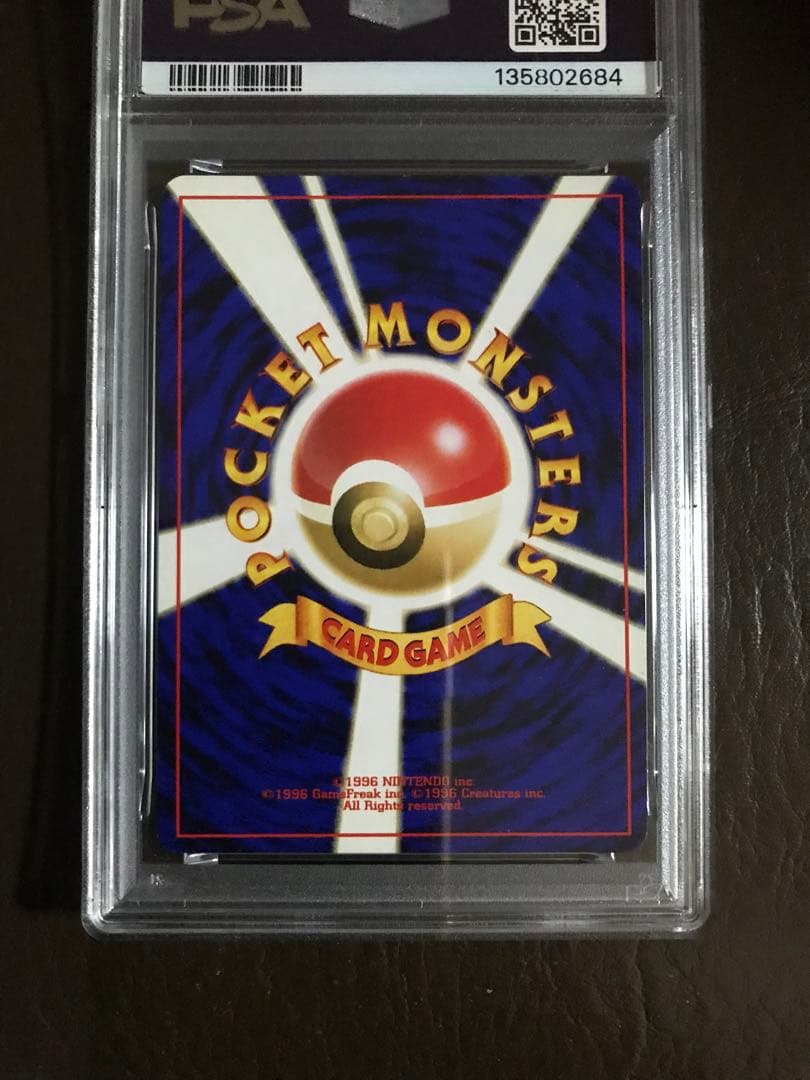 PSA
135802684
POCKET MONSTERS
CARD GAME
©1996 NINTENDO inc.
©1996 GameFreak inc. ©1996 Creatures inc.
All Rights reserved.